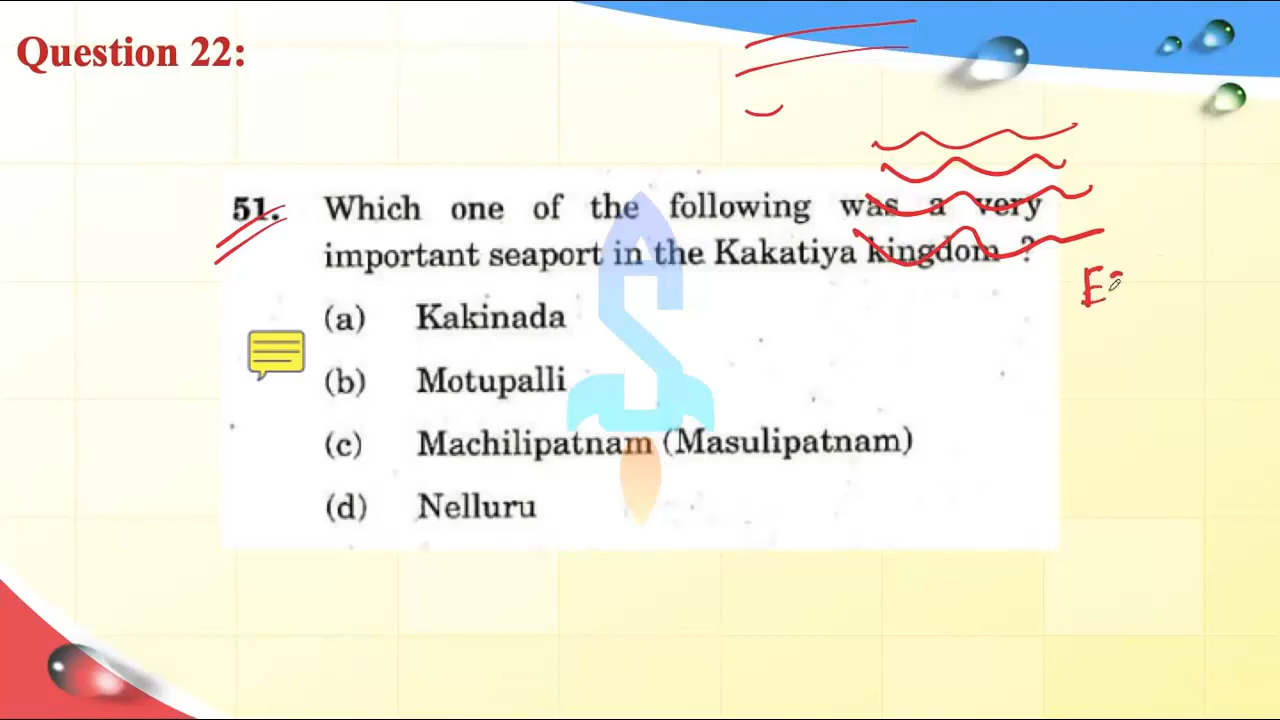 Question 22:
51. Which one of the following was a very
important seaport in the Kakatiya kingdom ?
(a) Kakinada
(b) Motupalli
(c) Machilipatnam (Masulipatnam)
(d) Nelluru